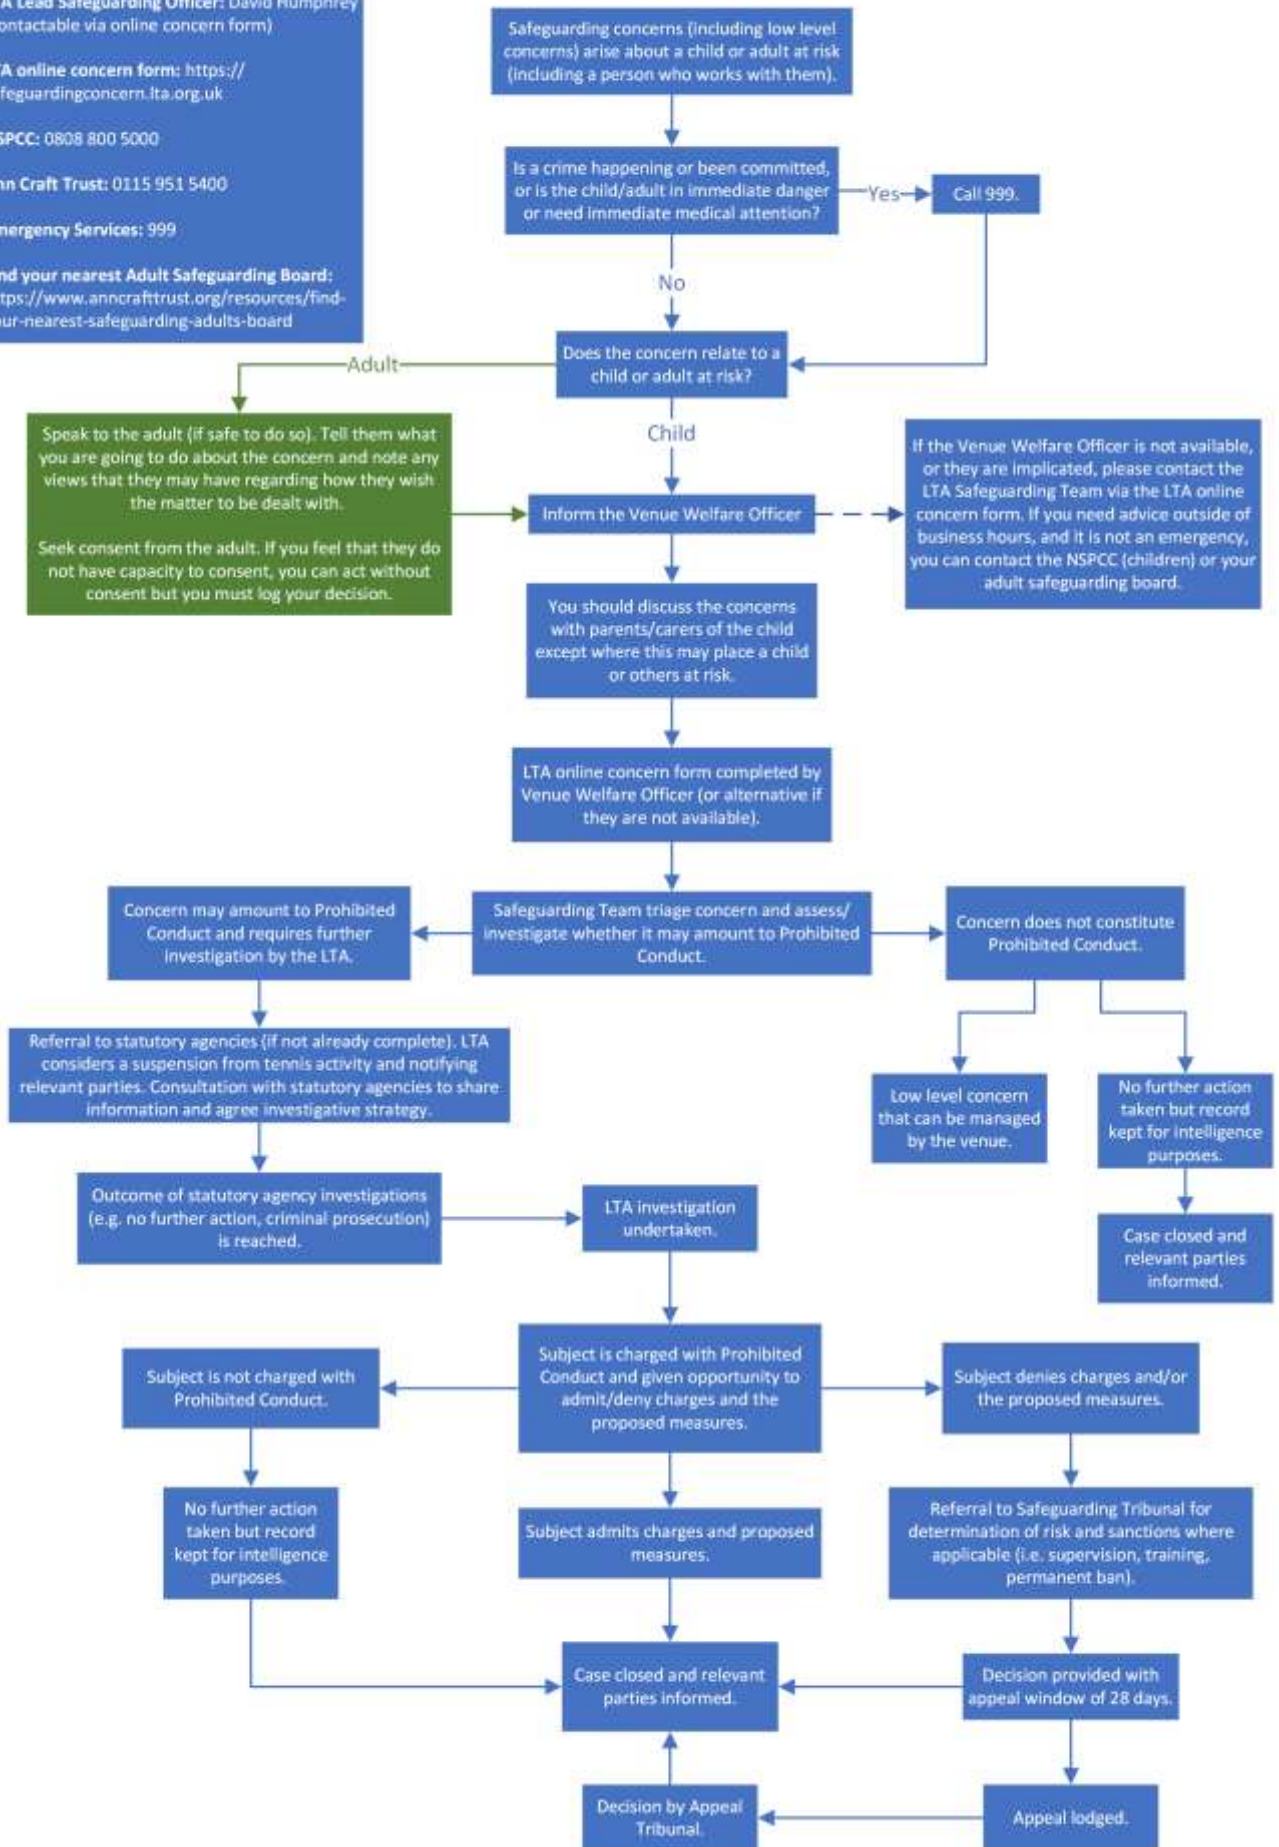 Lead Safeguarding Officer: David Humphrey
via online concern form)
online concern form: https://
0808 800 5000
Craft Trust: 0115 951 5400
Services: 999
your nearest Adult Safeguarding Board:
Safeguarding concerns (including low level
concerns) arise about a child or adult at risk
(including a person who works with them).
Is a crime happening or been committed,
or is the child/adult in immediate danger
or need immediate medical attention?
Yes
Call 999.
No
Does the concern relate to a
child or adult at risk?
Adult
Child
Speak to the adult (if safe to do so). Tell them what
you are going to do about the concern and note any
views that they may have regarding how they wish
the matter to be dealt with.
Seek consent from the adult. If you feel that they do
not have capacity to consent, you can act without
consent but you must log your decision.
Inform the Venue Welfare Officer
If the Venue Welfare Officer is not available,
or they are implicated, please contact the
LTA Safeguarding Team via the LTA online
concern form. If you need advice outside of
business hours, and it is not an emergency,
you can contact the NSPCC (children) or your
adult safeguarding board.
You should discuss the concerns
with parents/carers of the child
except where this may place a child
or others at risk.
LTA online concern form completed by
Venue Welfare Officer (or alternative if
they are not available).
Concern may amount to Prohibited
Conduct and requires further
investigation by the LTA.
Safeguarding Team triage concern and assess/
investigate whether it may amount to Prohibited
Conduct.
Concern does not constitute
Prohibited Conduct.
Referral to statutory agencies (if not already complete). LTA
considers a suspension from tennis activity and notifying
relevant parties. Consultation with statutory agencies to share
information and agree investigative strategy.
Low level concern
that can be managed
by the venue.
No further action
taken but record
kept for intelligence
purposes.
Outcome of statutory agency investigations
(e.g. no further action, criminal prosecution)
is reached.
LTA investigation
undertaken.
Case closed and
relevant parties
informed.
Subject is not charged with
Prohibited Conduct.
Subject is charged with Prohibited
Conduct and given opportunity to
admit/deny charges and the
proposed measures.
Subject denies charges and/or
the proposed measures.
No further action
taken but record
kept for intelligence
purposes.
Subject admits charges and proposed
measures.
Referral to Safeguarding Tribunal for
determination of risk and sanctions where
applicable (i.e. supervision, training,
permanent ban).
Case closed and relevant
parties informed.
Decision provided with
appeal window of 28 days.
Decision by Appeal
Tribunal.
Appeal lodged.